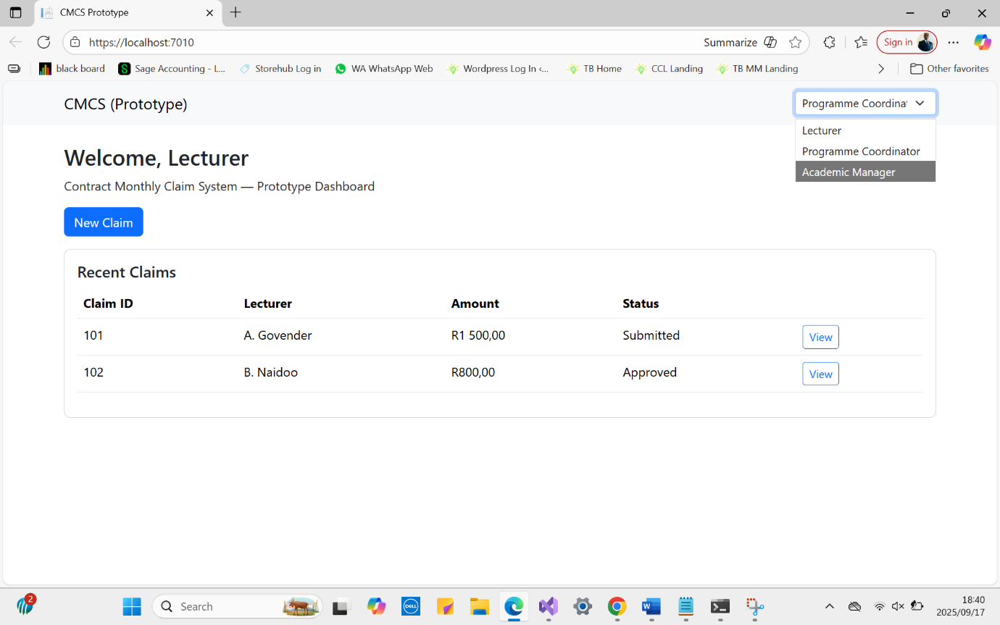 CMCS Prototype
https://localhost:7010
Summarize
Sign in
black board
Sage Accounting - L...
Storehub Log in
WA WhatsApp Web
Wordpress Log In ‹...
TB Home
CCL Landing
TB MM Landing
Other favorites
CMCS (Prototype)
Programme Coordinat
Lecturer
Programme Coordinator
Academic Manager
Welcome, Lecturer
Contract Monthly Claim System — Prototype Dashboard
New Claim
Recent Claims
Claim ID Lecturer Amount Status
101 A. Govender R1 500,00 Submitted View
102 B. Naidoo R800,00 Approved View
2
Search
DELL
W
18:40
2025/09/17